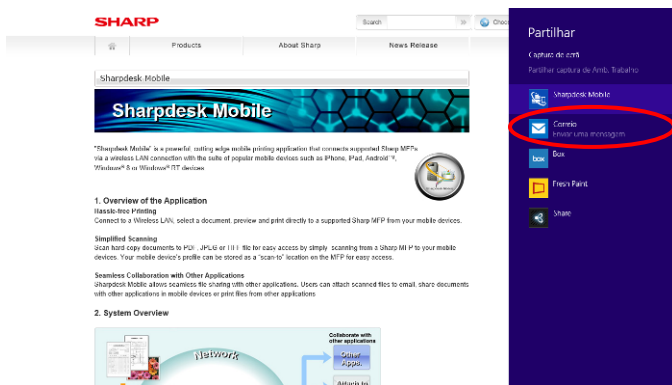 SHARP
Search
Products
About Sharp
News Release
Sharpdesk Mobile
Sharpdesk Mobile
"Sharpdesk Mobile" is a powerful, cutting edge mobile printing application that connects supported Sharp MFPs
via a wireless LAN connection with the suite of popular mobile devices such as iPhone, iPad, Android™,
Windows® 8 or Windows® RT devices
1. Overview of the Application
Hassle-free Printing
Connect to a Wireless LAN, select a document, preview and print directly to a supported Sharp MFP from your mobile devices.
Simplified Scanning
Scan hard copy documents to PDF, JPEG or TIFF file for easy access by simply scanning from a Sharp MFP to your mobile
devices. Your mobile device's profile can be stored as a "scan-to" location on the MFP for easy access.
Seamless Collaboration with Other Applications
Sharpdesk Mobile allows seamless file sharing with other applications. Users can attach scanned files to email, share documents
with other applications in mobile devices or print files from other applications
2. System Overview
Network
Collaborate with
other applications
Other
Apps.
Attach to
Partilhar
Captura de ecrã
Partilhar captura de Amb. Trabalho
Sharpdesk Mobile
Correio
Enviar uma mensagem
box
Box
Fresh Paint
Share